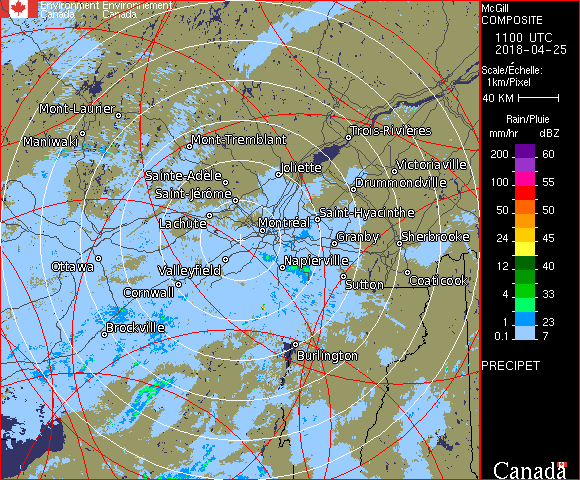 Environment Environnement
Canada Canada
McGill
COMPOSITE
1100 UTC
2018-04-25
Scale/Échelle:
1km/Pixel
40 KM
Rain/Pluie
mm/hr dBZ
200 60
100 55
50 50
24 45
12 40
4 33
1 23
0.1 7
PRECIPET
Canada
Mont-Laurier
Maniwaki
Mont-Tremblant
Trois-Rivières
Sainte-Adèle
Joliette
Victoriaville
Saint-Jérôme
Drummondville
Lachute
Montréal
Saint-Hyacinthe
Granby
Sherbrooke
Ottawa
Valleyfield
Napierville
Cornwall
Sutton
Coaticook
Brockville
Burlington